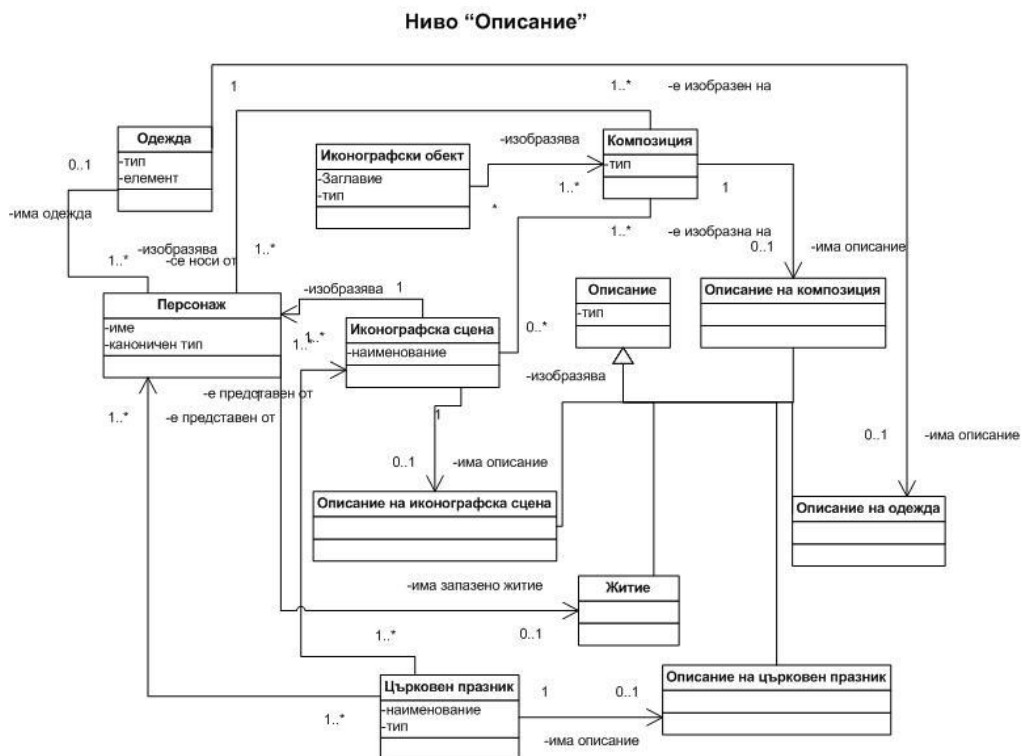 Ниво “Описание”
1
1..*
-е изобразен на
Одежда
-тип
-елемент
0..1
-има одежда
Иконографски обект
-Заглавие
-тип
-изобразява
1..*
*
Композиция
-тип
1
1..*
-е изобразна на
0..1
-има описание
-изобразява
1..*
-се носи от
1..*
Персонаж
-име
-каноничен тип
-изобразява
1
1..*
1..*
Иконографска сцена
-наименование
0..*
-изобразява
Описание
-тип
Описание на композиция
-е представен от
1..*
-е представен от
1
0..1
-има описание
0..1
-има описание
Описание на иконографска сцена
Описание на одежда
-има запазено житие
0..1
Житие
1..*
Църковен празник
-наименование
-тип
1..*
1
0..1
-има описание
Описание на църковен празник